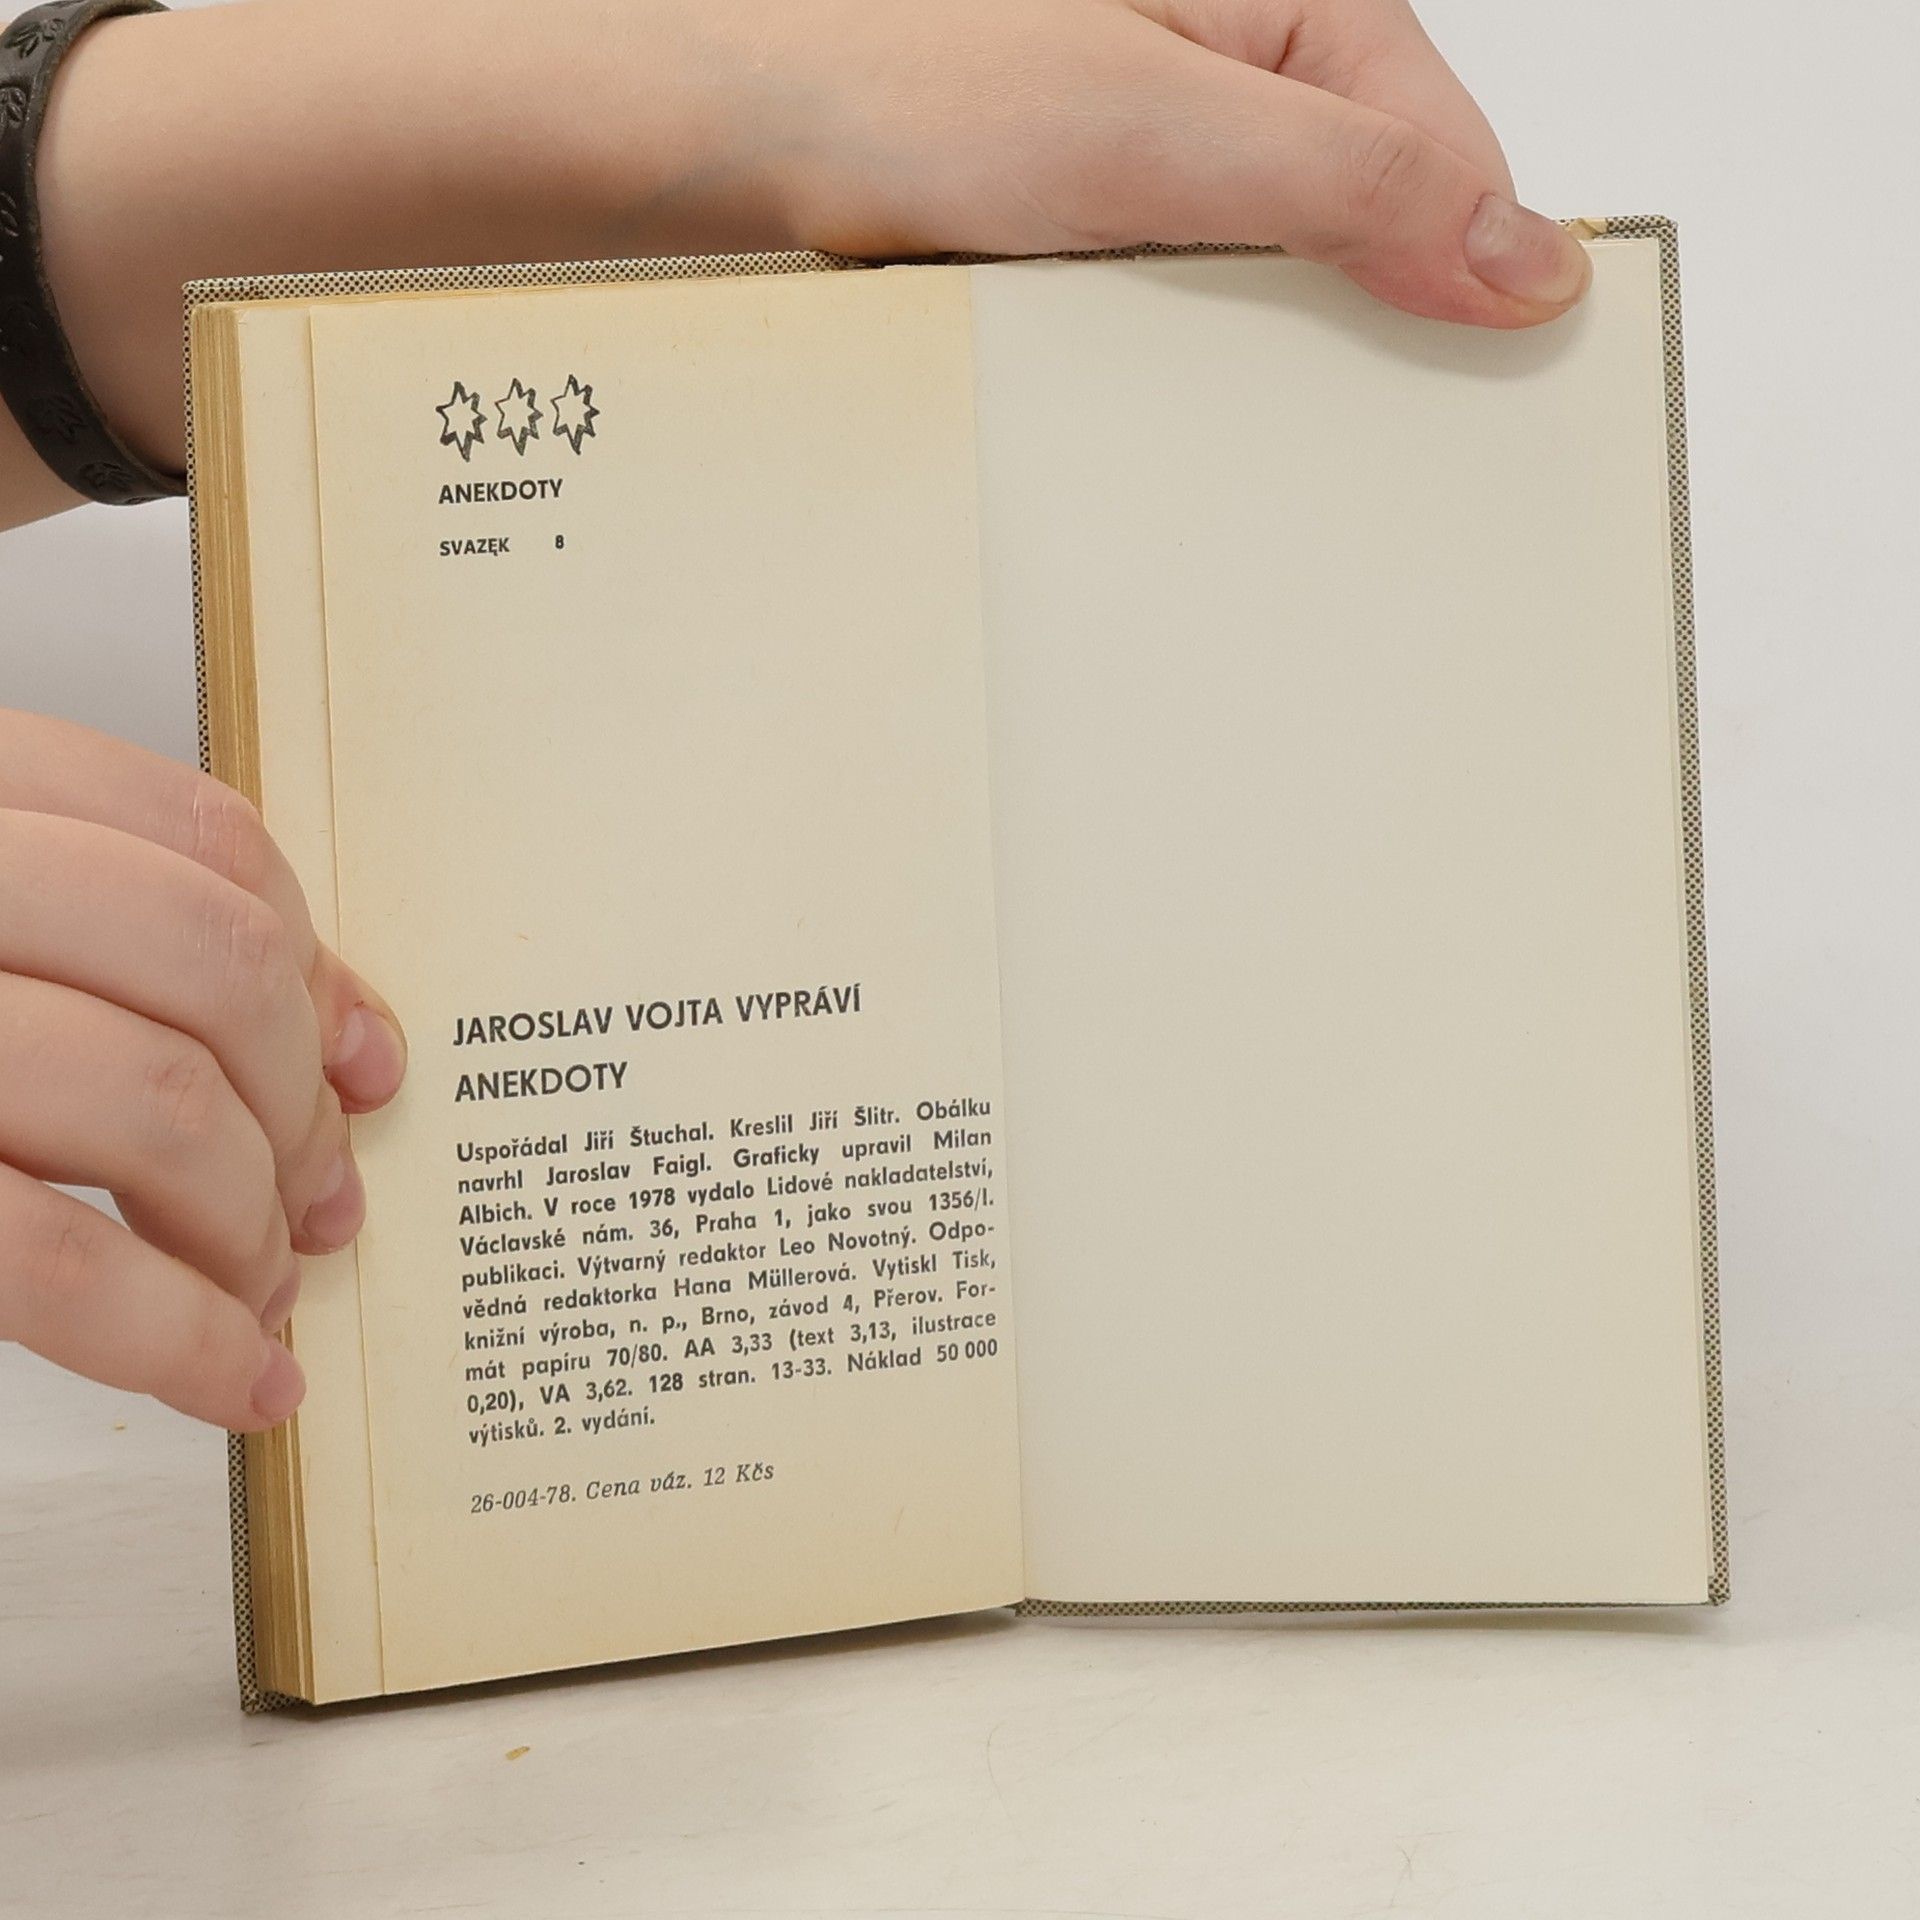 ANEKDOTY
SVAZEK 8
JAROSLAV VOJTA VYPRÁVÍ
ANEKDOTY
Uspořádal Jiří Štuchal. Kreslil Jiří Šlitr. Obálku
navrhl Jaroslav Faigl. Graficky upravil Milan
Albich. V roce 1978 vydalo Lidové nakladatelství,
Václavské nám. 36, Praha 1, jako svou 1356/I.
publikaci. Výtvarný redaktor Leo Novotný. Odpo-
vědná redaktorka Hana Müllerová. Vytiskl Tisk,
knižní výroba, n. p., Brno, závod 4, Přerov. For-
mát papíru 70/80. AA 3,33 (text 3,13, ilustrace
0,20), VA 3,62. 128 stran. 13-33. Náklad 50 000
výtisků. 2. vydání.
26-004-78. Cena váz. 12 Kčs